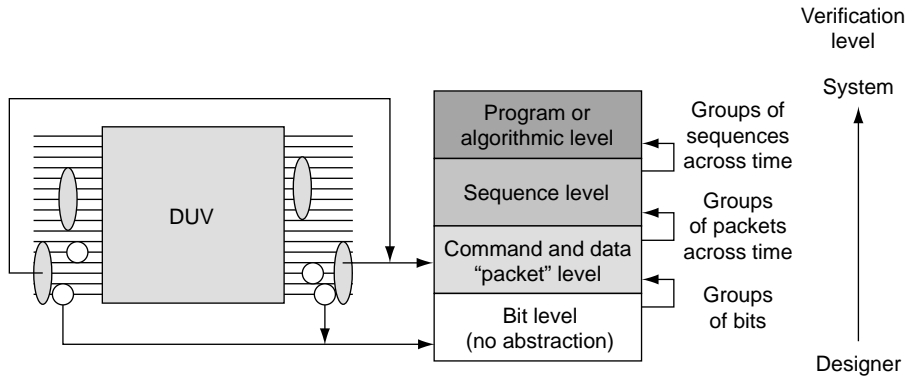 Verification
level
System
Program or
algorithmic level
Groups of
sequences
across time
DUV
Sequence level
Groups
of packets
across time
Command and data
“packet” level
Groups
of bits
Bit level
(no abstraction)
Designer